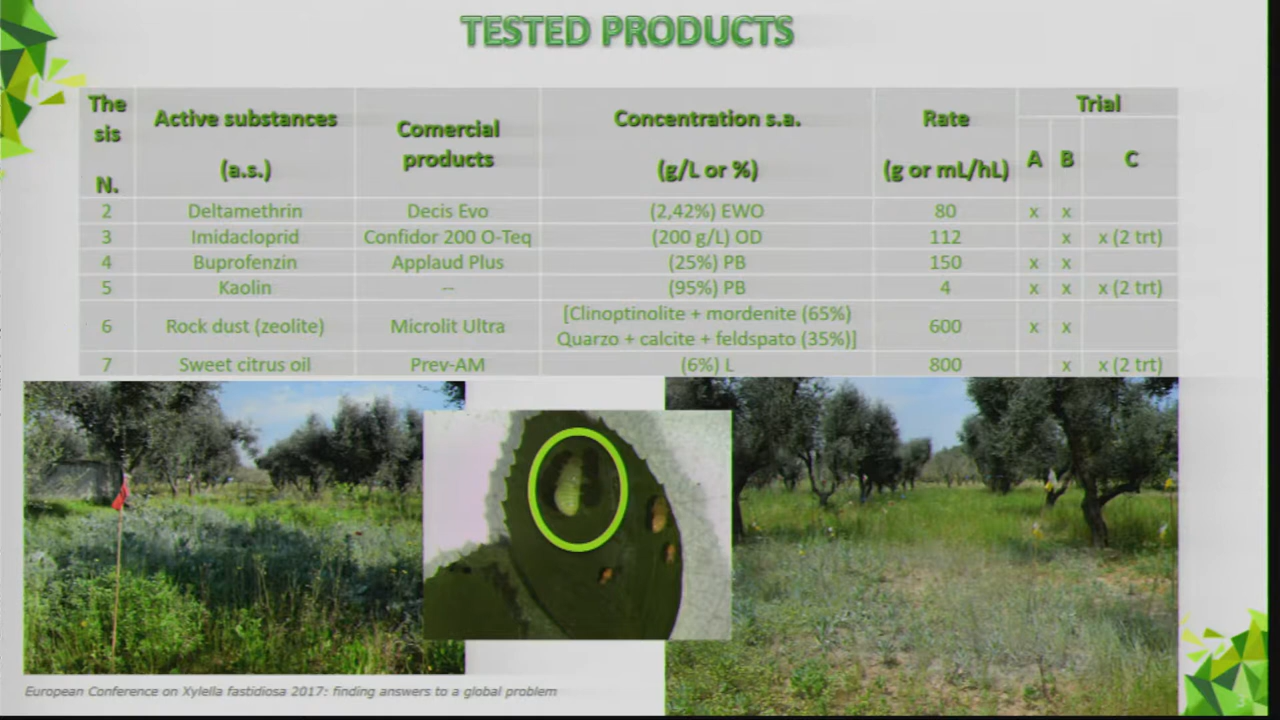 TESTED PRODUCTS
The sis N. Active substances (a.s.) Comercial products Concentration s.a. (g/L or %) Rate (g or mL/hL) Trial A B C
2 Deltamethrin Decis Evo (2,42%) EWO 80 x x
3 Imidacloprid Confidor 200 O-Teq (200 g/L) OD 112 x x (2 trt)
4 Buprofenzin Applaud Plus (25%) PB 150 x x
5 Kaolin -- (95%) PB 4 x x x (2 trt)
6 Rock dust (zeolite) Microlit Ultra [Clinoptinolite + mordenite (65%) Quarzo + calcite + feldspato (35%)] 600 x x
7 Sweet citrus oil Prev-AM (6%) L 800 x x (2 trt)
European Conference on Xylella fastidiosa 2017: finding answers to a global problem
3